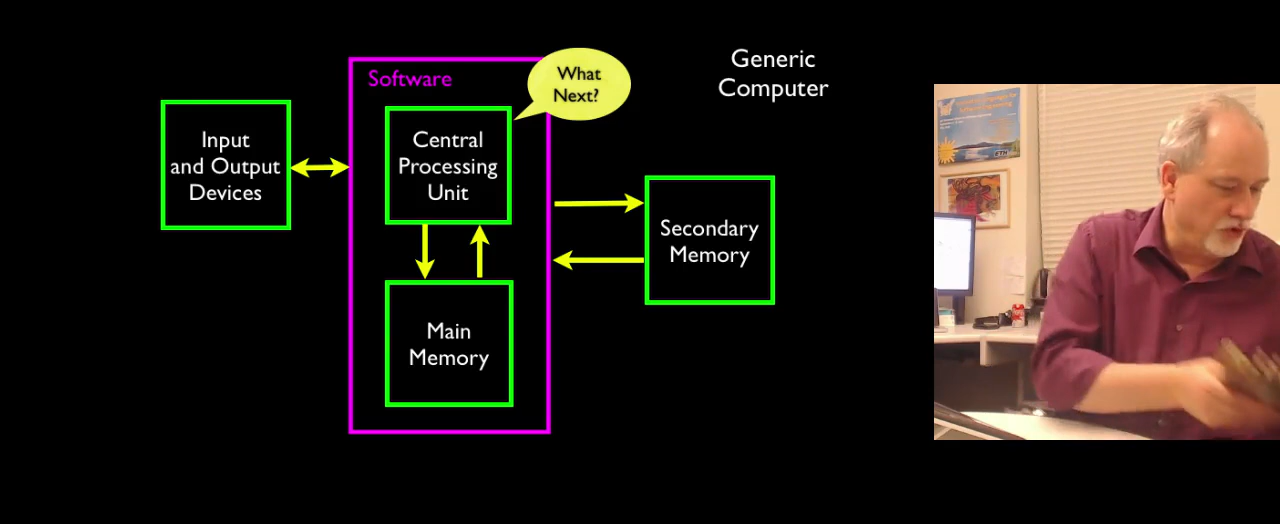 Generic
Computer
Software
What
Next?
Input
and Output
Devices
Central
Processing
Unit
Secondary
Memory
Main
Memory